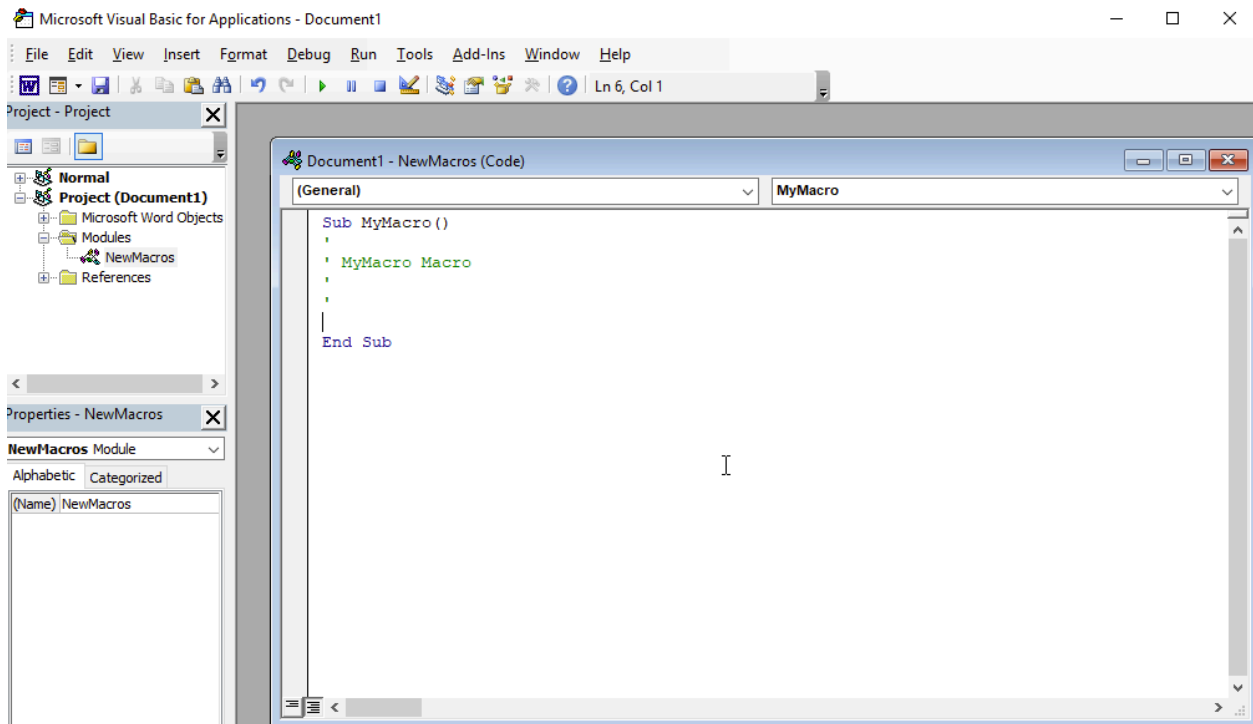 Microsoft Visual Basic for Applications - Document1
File Edit View Insert Format Debug Run Tools Add-Ins Window Help
Ln 6, Col 1
Project - Project
Normal
Project (Document1)
Microsoft Word Objects
Modules
NewMacros
References
Properties - NewMacros
NewMacros Module
Alphabetic Categorized
(Name) NewMacros
Document1 - NewMacros (Code)
(General) MyMacro
Sub MyMacro()
'
' MyMacro Macro
'
'
End Sub